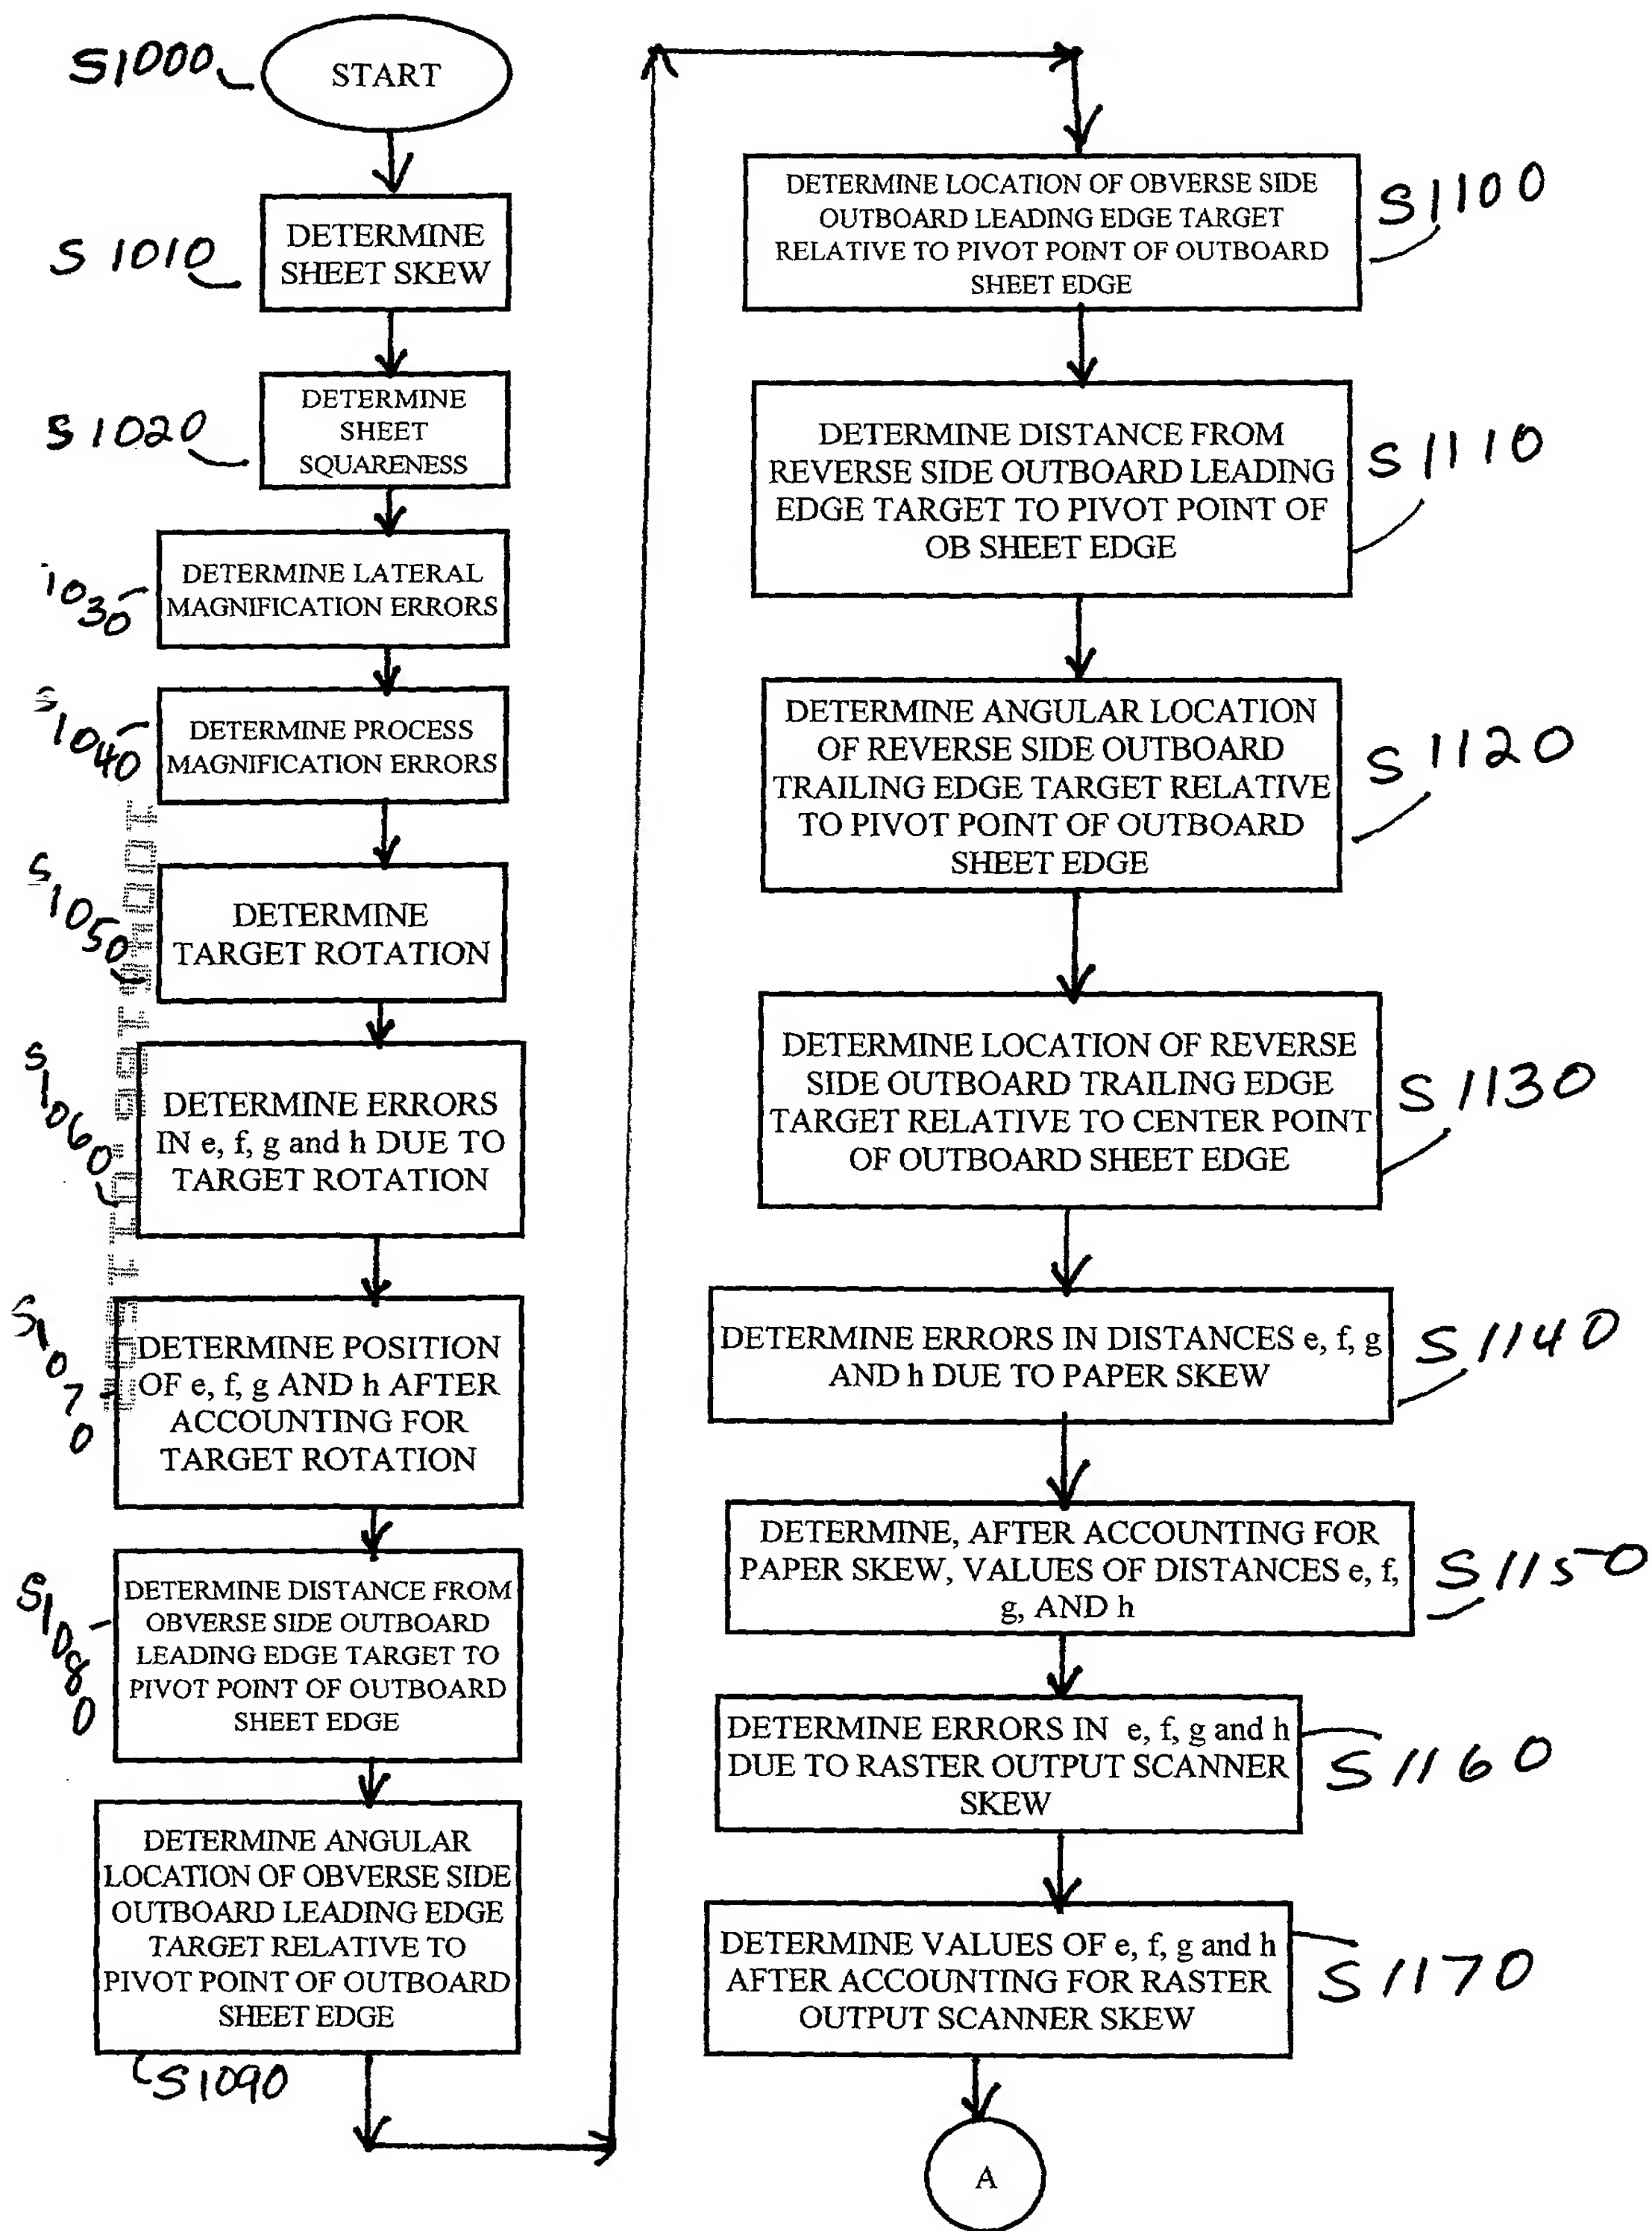 S1000
START
S1010
DETERMINE
SHEET SKEW
S1020
DETERMINE
SHEET
SQUARENESS
1030
DETERMINE LATERAL
MAGNIFICATION ERRORS
S1040
DETERMINE PROCESS
MAGNIFICATION ERRORS
S1050
DETERMINE
TARGET ROTATION
S1060
DETERMINE ERRORS
IN e, f, g and h DUE TO
TARGET ROTATION
S1070
DETERMINE POSITION
OF e, f, g AND h AFTER
ACCOUNTING FOR
TARGET ROTATION
S1080
DETERMINE DISTANCE FROM
OBVERSE SIDE OUTBOARD
LEADING EDGE TARGET TO
PIVOT POINT OF OUTBOARD
SHEET EDGE
DETERMINE ANGULAR
LOCATION OF OBVERSE SIDE
OUTBOARD LEADING EDGE
TARGET RELATIVE TO
PIVOT POINT OF OUTBOARD
SHEET EDGE
S1090
DETERMINE LOCATION OF OBVERSE SIDE
OUTBOARD LEADING EDGE TARGET
RELATIVE TO PIVOT POINT OF OUTBOARD
SHEET EDGE
S1100
DETERMINE DISTANCE FROM
REVERSE SIDE OUTBOARD LEADING
EDGE TARGET TO PIVOT POINT OF
OB SHEET EDGE
S1110
DETERMINE ANGULAR LOCATION
OF REVERSE SIDE OUTBOARD
TRAILING EDGE TARGET RELATIVE
TO PIVOT POINT OF OUTBOARD
SHEET EDGE
S1120
DETERMINE LOCATION OF REVERSE
SIDE OUTBOARD TRAILING EDGE
TARGET RELATIVE TO CENTER POINT
OF OUTBOARD SHEET EDGE
S1130
DETERMINE ERRORS IN DISTANCES e, f, g
AND h DUE TO PAPER SKEW
S1140
DETERMINE, AFTER ACCOUNTING FOR
PAPER SKEW, VALUES OF DISTANCES e, f,
g, AND h
S1150
DETERMINE ERRORS IN e, f, g and h
DUE TO RASTER OUTPUT SCANNER
SKEW
S1160
DETERMINE VALUES OF e, f, g and h
AFTER ACCOUNTING FOR RASTER
OUTPUT SCANNER SKEW
S1170
A